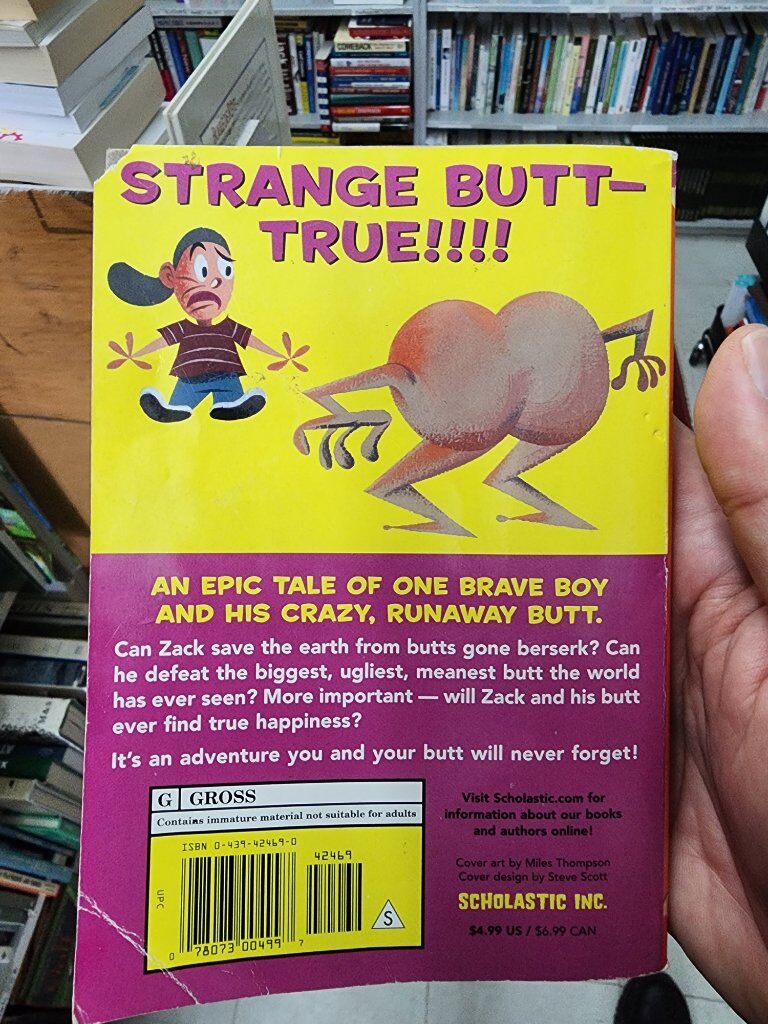 COMEBACK
STRANGE BUTT—
TRUE!!!!
AN EPIC TALE OF ONE BRAVE BOY
AND HIS CRAZY, RUNAWAY BUTT.
Can Zack save the earth from butts gone berserk? Can
he defeat the biggest, ugliest, meanest butt the world
has ever seen? More important — will Zack and his butt
ever find true happiness?
It's an adventure you and your butt will never forget!
G GROSS
Contains immature material not suitable for adults
ISBN 0-439-42469-0
42469
UPC
0 78073 00499 7
S
Visit Scholastic.com for
information about our books
and authors online!
Cover art by Miles Thompson
Cover design by Steve Scott
SCHOLASTIC INC.
$4.99 US / $6.99 CAN